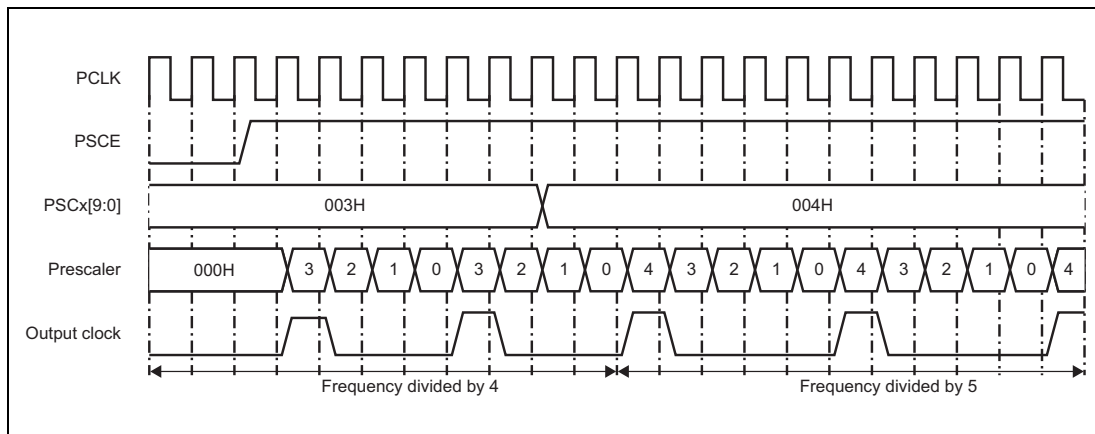 PCLK
PSCE
PSCx[9:0] 003H 004H
Prescaler 000H 3 2 1 0 3 2 1 0 4 3 2 1 0 4 3 2 1 0 4
Output clock
Frequency divided by 4 Frequency divided by 5